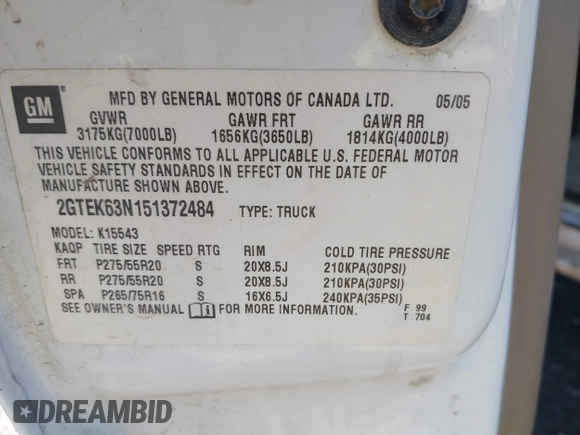 GM
MFD BY GENERAL MOTORS OF CANADA LTD. 05/05
GVWR GAWR FRT GAWR RR
3175KG(7000LB) 1656KG(3650LB) 1814KG(4000LB)
THIS VEHICLE CONFORMS TO ALL APPLICABLE U.S. FEDERAL MOTOR
VEHICLE SAFETY STANDARDS IN EFFECT ON THE DATE OF
MANUFACTURE SHOWN ABOVE.
2GTEK63N151372484 TYPE: TRUCK
MODEL: K15543
KAQP TIRE SIZE SPEED RTG RIM COLD TIRE PRESSURE
FRT P275/55R20 S 20X8.5J 210KPA(30PSI)
RR P275/55R20 S 20X8.5J 210KPA(30PSI)
SPA P265/75R16 S 16X6.5J 240KPA(35PSI)
SEE OWNER'S MANUAL FOR MORE INFORMATION.
F 99
T 704
DREAMBID